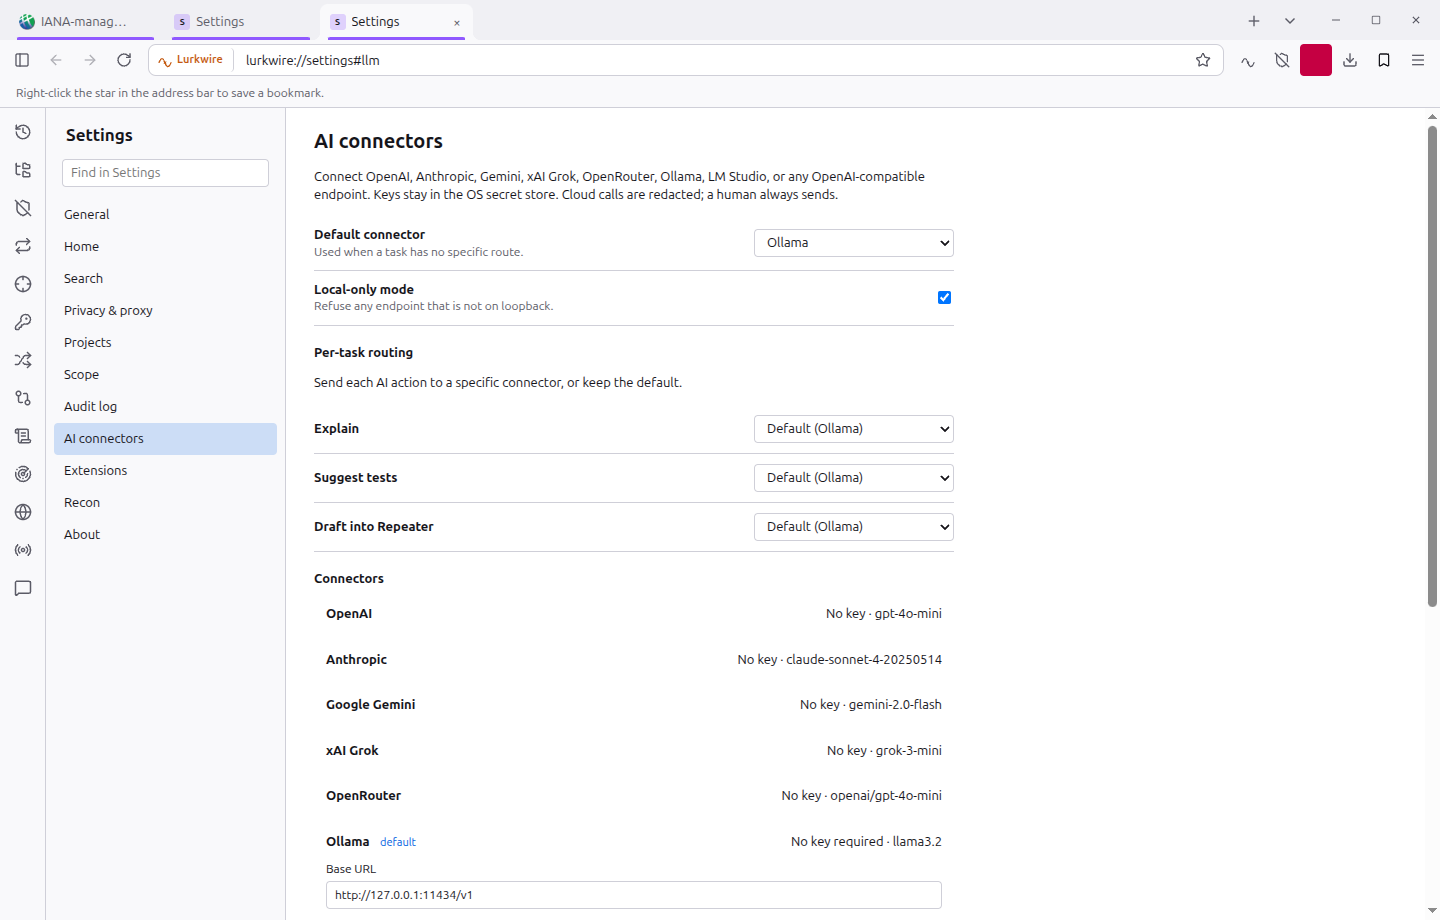 IANA-manag...
S Settings
S Settings
Lurkwire
lurkwire://settings#llm
Right-click the star in the address bar to save a bookmark.
Settings
Find in Settings
General
Home
Search
Privacy & proxy
Projects
Scope
Audit log
AI connectors
Extensions
Recon
About
AI connectors
Connect OpenAI, Anthropic, Gemini, xAI Grok, OpenRouter, Ollama, LM Studio, or any OpenAI-compatible
endpoint. Keys stay in the OS secret store. Cloud calls are redacted; a human always sends.
Default connector
Ollama
Used when a task has no specific route.
Local-only mode
Refuse any endpoint that is not on loopback.
Per-task routing
Send each AI action to a specific connector, or keep the default.
Explain
Default (Ollama)
Suggest tests
Default (Ollama)
Draft into Repeater
Default (Ollama)
Connectors
OpenAI
No key · gpt-4o-mini
Anthropic
No key · claude-sonnet-4-20250514
Google Gemini
No key · gemini-2.0-flash
xAI Grok
No key · grok-3-mini
OpenRouter
No key · openai/gpt-4o-mini
Ollama default
No key required · llama3.2
Base URL
http://127.0.0.1:11434/v1